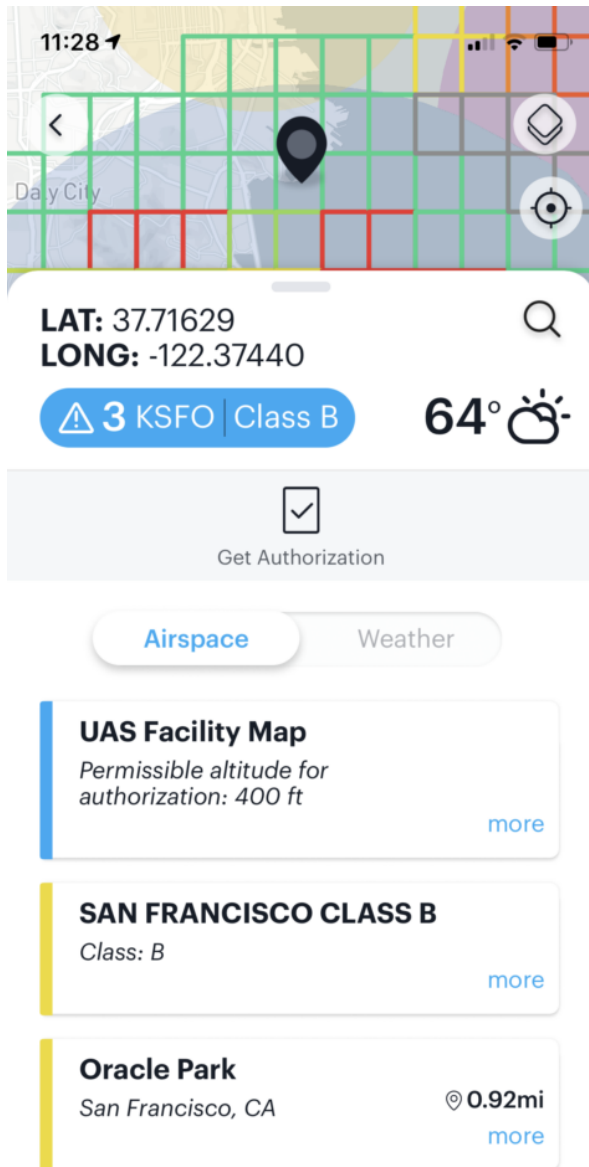 11:28
Daly City
LAT: 37.71629
LONG: -122.37440
3 KSFO | Class B
64°
Get Authorization
Airspace
Weather
UAS Facility Map
Permissible altitude for
authorization: 400 ft
more
SAN FRANCISCO CLASS B
Class: B
more
Oracle Park
San Francisco, CA
0.92mi
more